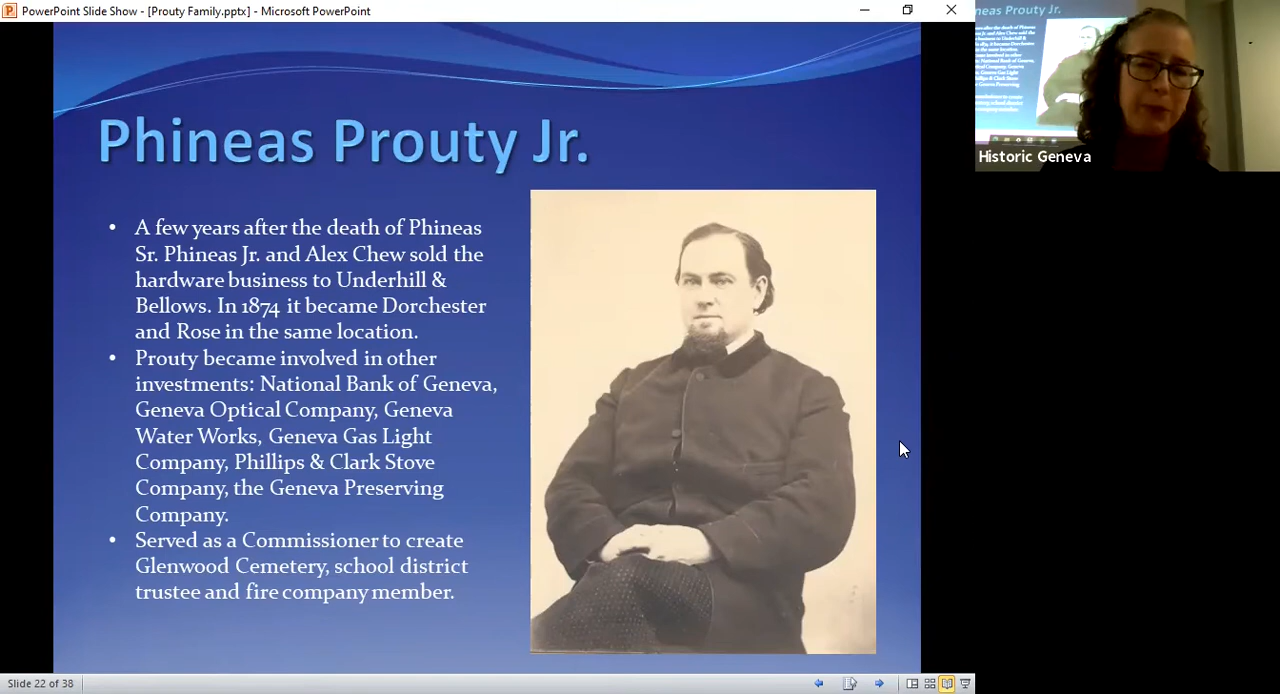 PowerPoint Slide Show - [Prouty Family.pptx] - Microsoft PowerPoint
Phineas Prouty Jr.
• A few years after the death of Phineas
Sr. Phineas Jr. and Alex Chew sold the
hardware business to Underhill &
Bellows. In 1874 it became Dorchester
and Rose in the same location.
• Prouty became involved in other
investments: National Bank of Geneva,
Geneva Optical Company, Geneva
Water Works, Geneva Gas Light
Company, Phillips & Clark Stove
Company, the Geneva Preserving
Company.
• Served as a Commissioner to create
Glenwood Cemetery, school district
trustee and fire company member.
Slide 22 of 38
Phineas Prouty Jr.
Historic Geneva